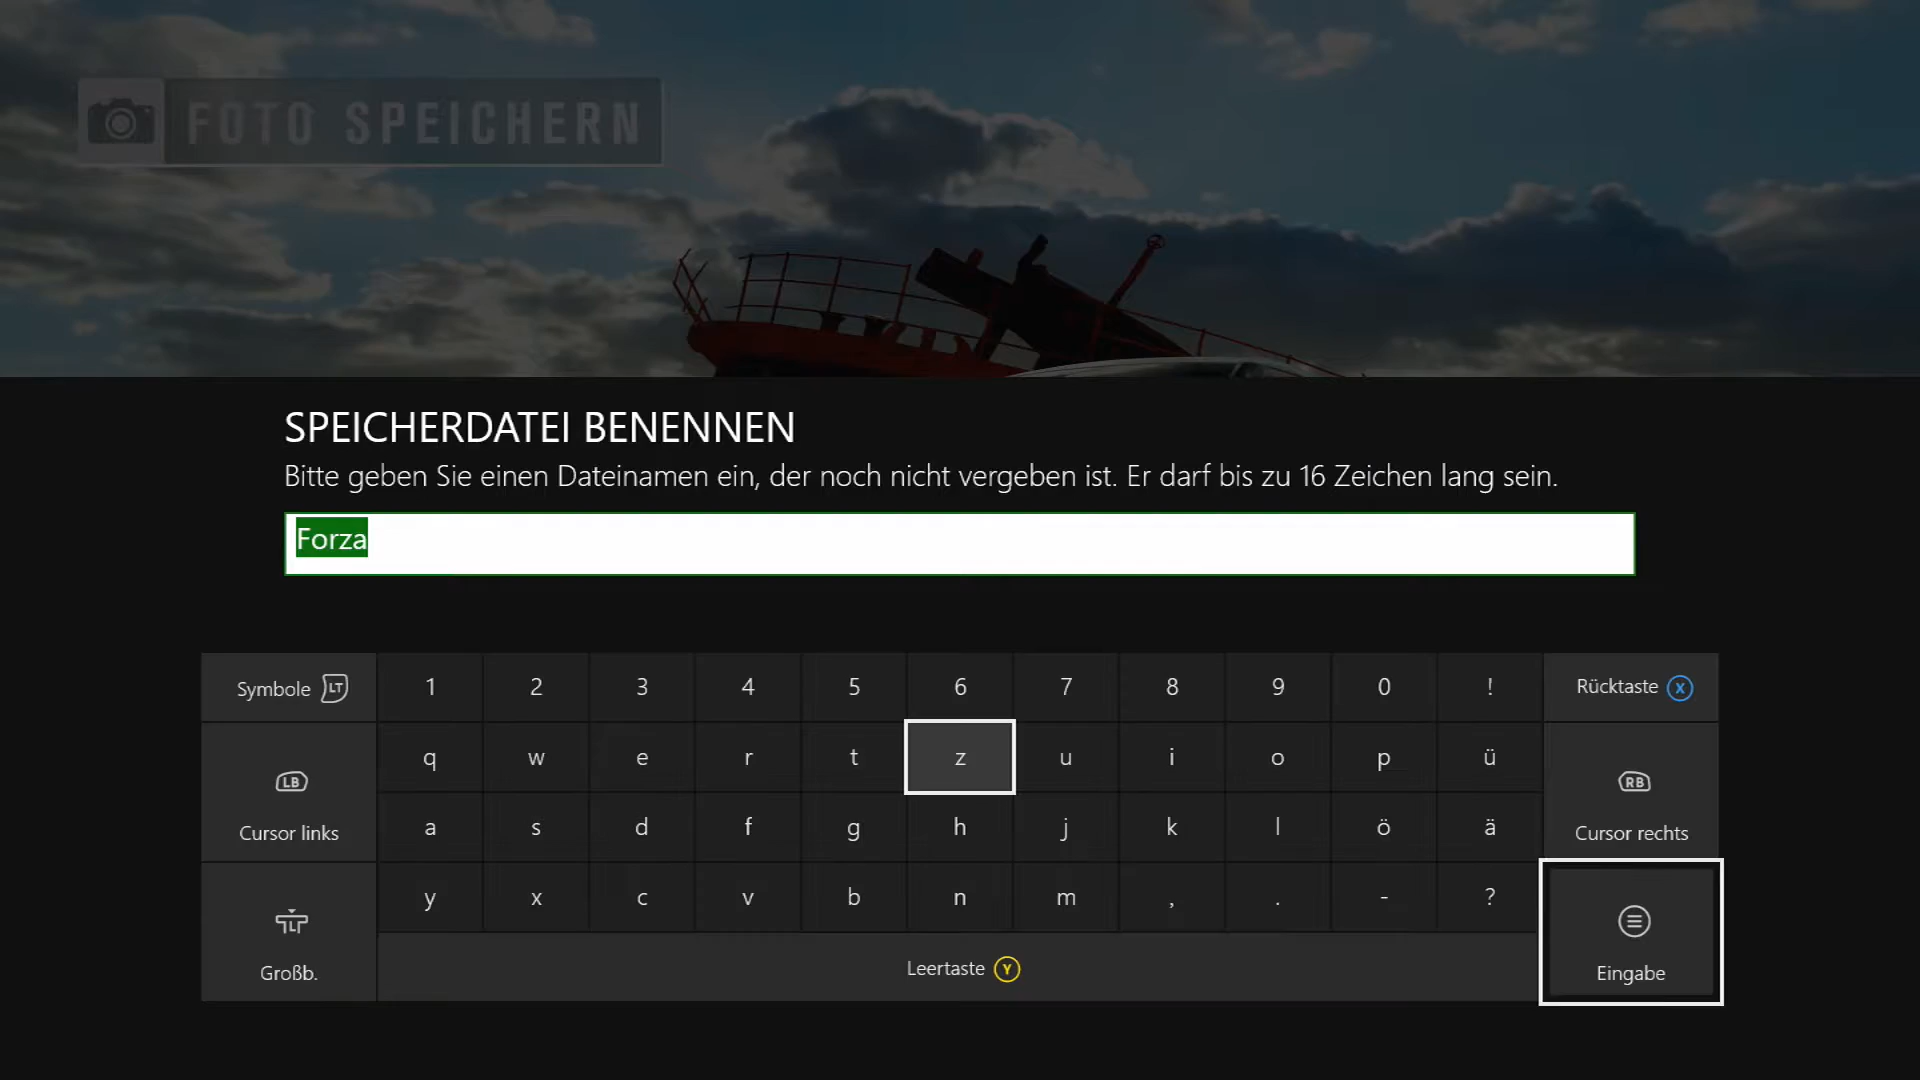 FOTO SPEICHERN
SPEICHERDATEI BENENNEN
Bitte geben Sie einen Dateinamen ein, der noch nicht vergeben ist. Er darf bis zu 16 Zeichen lang sein.
Forza
Symbole LT 1 2 3 4 5 6 7 8 9 0 ! Rücktaste X
q w e r t z u i o p ü
LB RB
Cursor links a s d f g h j k l ö ä Cursor rechts
y x c v b n m , . - ?
LT
Großb. Leertaste Y Eingabe